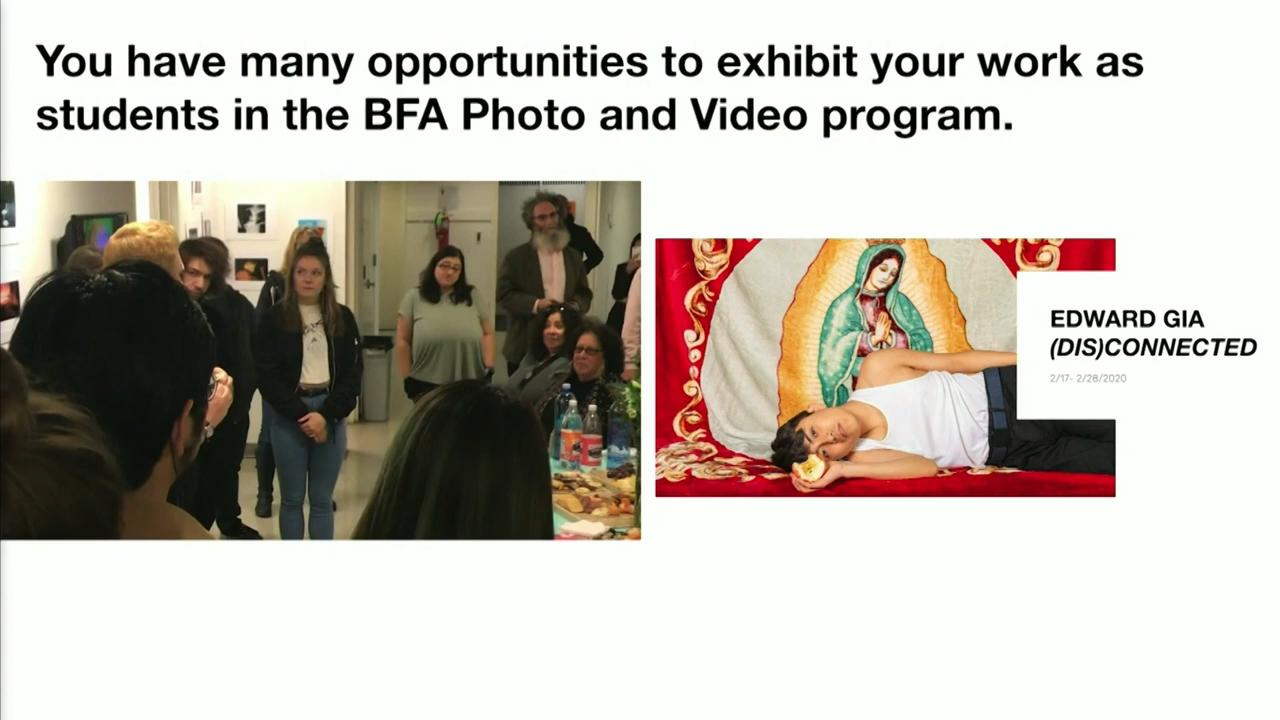 You have many opportunities to exhibit your work as
students in the BFA Photo and Video program.
EDWARD GIA
(DIS)CONNECTED
2/17- 2/28/2020